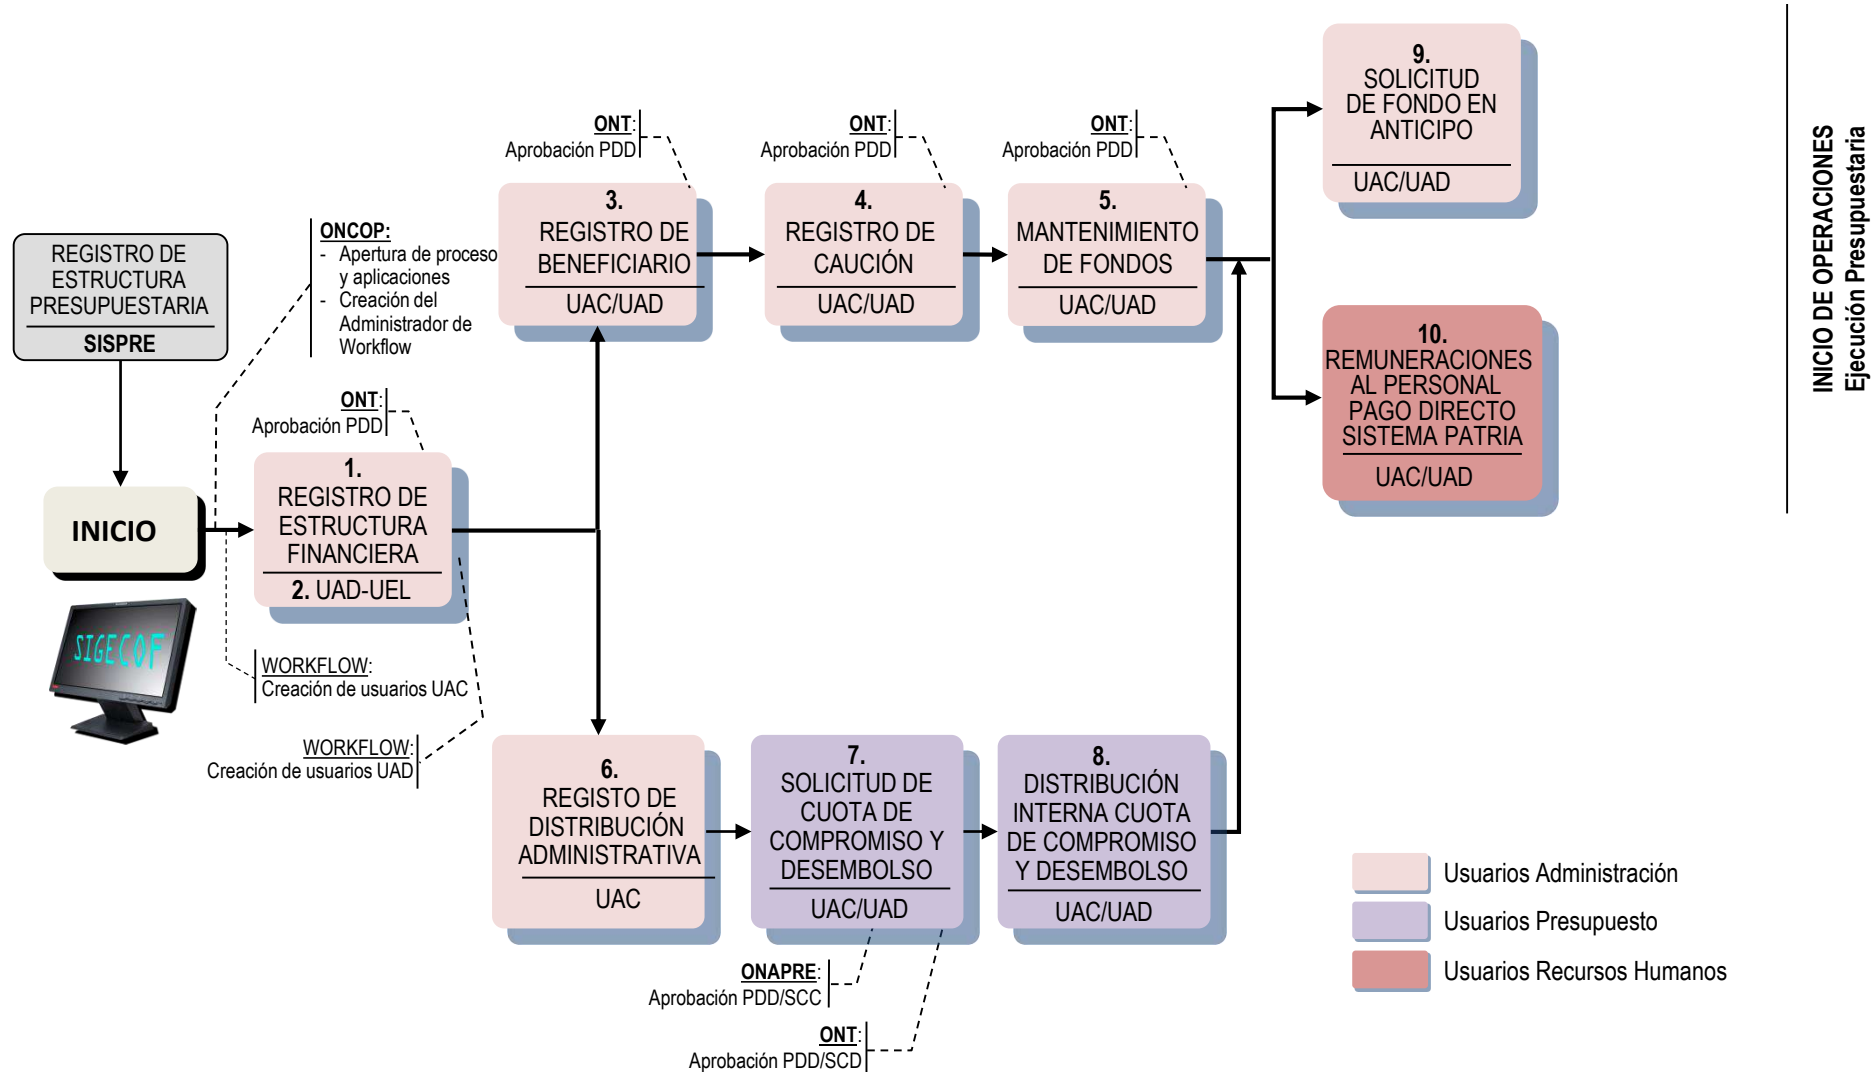 REGISTRO DE
ESTRUCTURA
PRESUPUESTARIA
SISPRE
INICIO
SIGECOF
ONCOP:
- Apertura de proceso
y aplicaciones
- Creación del
Administrador de
Workflow
ONT:
Aprobación PDD
1.
REGISTRO DE
ESTRUCTURA
FINANCIERA
2. UAD-UEL
WORKFLOW:
Creación de usuarios UAC
WORKFLOW:
Creación de usuarios UAD
ONT:
Aprobación PDD
3.
REGISTRO DE
BENEFICIARIO
UAC/UAD
ONT:
Aprobación PDD
4.
REGISTRO DE
CAUCIÓN
UAC/UAD
ONT:
Aprobación PDD
5.
MANTENIMIENTO
DE FONDOS
UAC/UAD
6.
REGISTO DE
DISTRIBUCIÓN
ADMINISTRATIVA
UAC
7.
SOLICITUD DE
CUOTA DE
COMPROMISO Y
DESEMBOLSO
UAC/UAD
ONAPRE:
Aprobación PDD/SCC
ONT:
Aprobación PDD/SCD
8.
DISTRIBUCIÓN
INTERNA CUOTA
DE COMPROMISO
Y DESEMBOLSO
UAC/UAD
9.
SOLICITUD
DE FONDO EN
ANTICIPO
UAC/UAD
10.
REMUNERACIONES
AL PERSONAL
PAGO DIRECTO
SISTEMA PATRIA
UAC/UAD
INICIO DE OPERACIONES
Ejecución Presupuestaria
Usuarios Administración
Usuarios Presupuesto
Usuarios Recursos Humanos